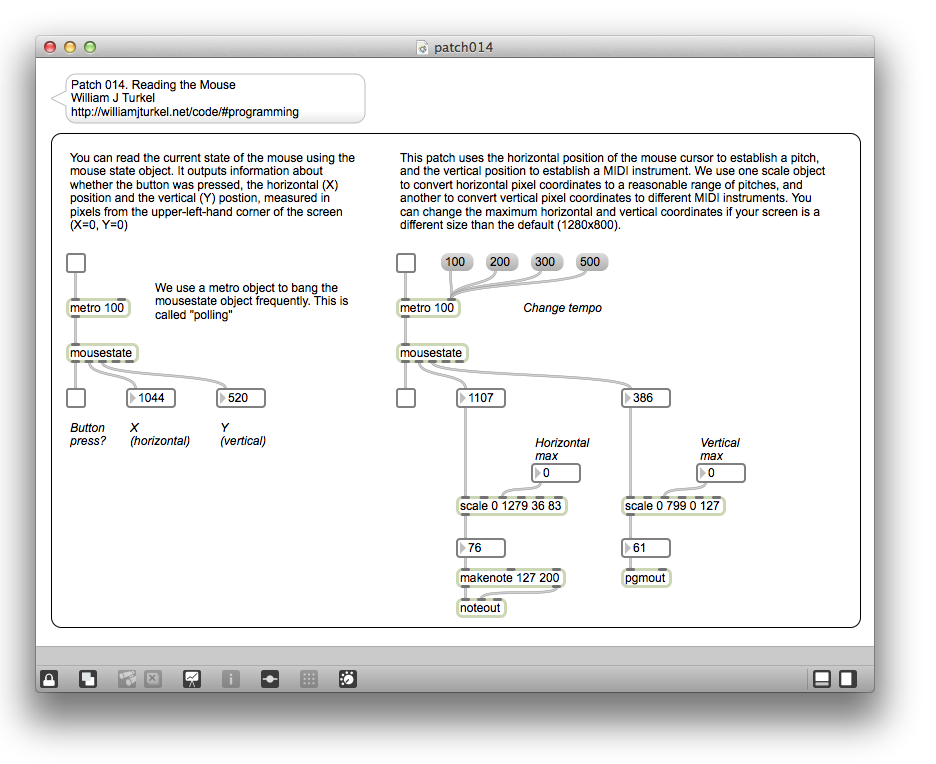 patch014
Patch 014. Reading the Mouse
William J Turkel
http://williamjturkel.net/code/#programming
You can read the current state of the mouse using the
mouse state object. It outputs information about
whether the button was pressed, the horizontal (X)
position and the vertical (Y) postion, measured in
pixels from the upper-left-hand corner of the screen
(X=0, Y=0)
We use a metro object to bang the
mousestate object frequently. This is
called "polling"
metro 100
mousestate
1044
520
Button
press?
X
(horizontal)
Y
(vertical)
This patch uses the horizontal position of the mouse cursor to establish a pitch,
and the vertical position to establish a MIDI instrument. We use one scale object
to convert horizontal pixel coordinates to a reasonable range of pitches, and
another to convert vertical pixel coordinates to different MIDI instruments. You
can change the maximum horizontal and vertical coordinates if your screen is a
different size than the default (1280x800).
100
200
300
500
metro 100
Change tempo
mousestate
1107
386
Horizontal
max
0
Vertical
max
0
scale 0 1279 36 83
scale 0 799 0 127
76
61
makenote 127 200
pgmout
noteout